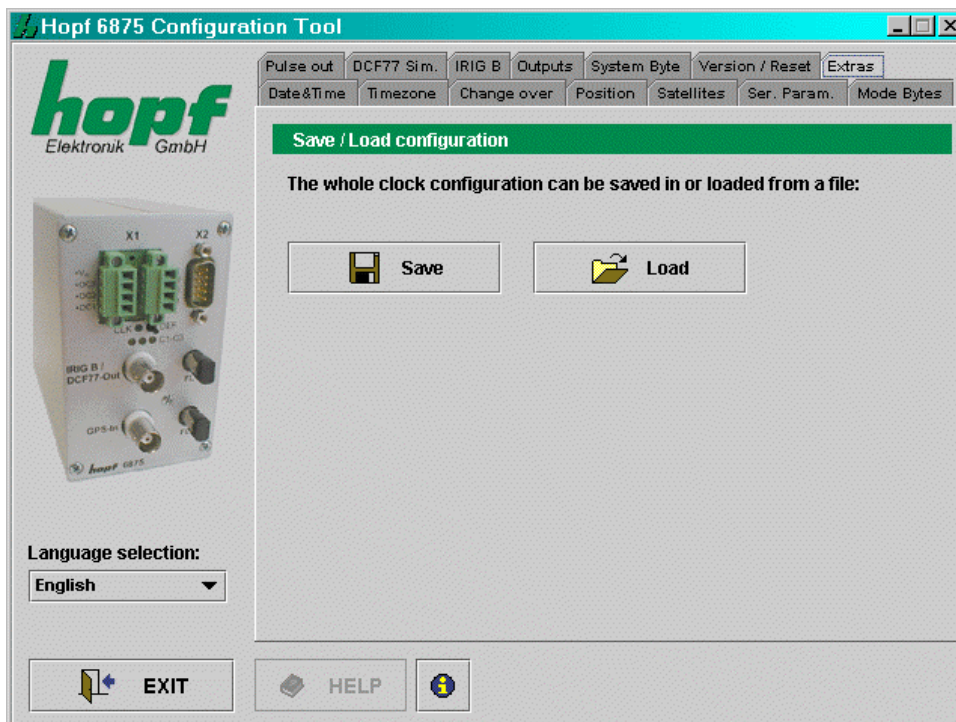 Hopf 6875 Configuration Tool
hopf
Elektronik GmbH
Pulse out DCF77 Sim. IRIG B Outputs System Byte Version / Reset Extras
Date&Time Timezone Change over Position Satellites Ser. Param. Mode Bytes
Save / Load configuration
The whole clock configuration can be saved in or loaded from a file:
Save Load
X1 X2
C1-C3
IRIG B /
DCF77-Out
GPS-In
hopf 6875
Language selection:
English
EXIT HELP